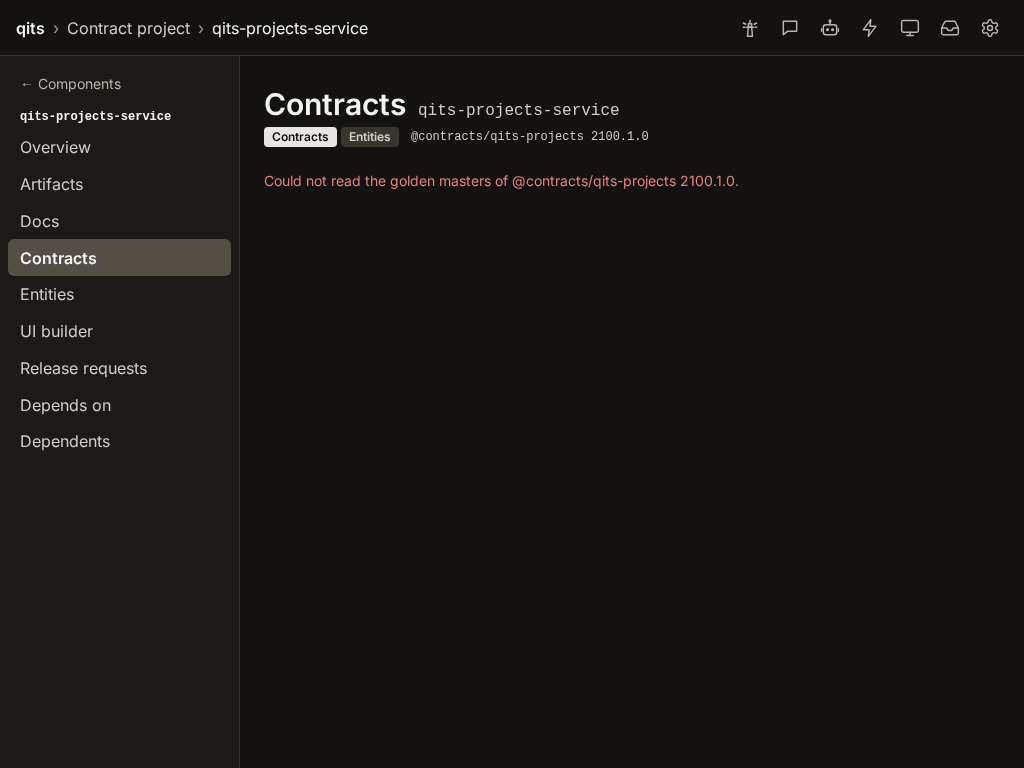 qits › Contract project › qits-projects-service
← Components
qits-projects-service
Overview
Artifacts
Docs
Contracts
Entities
UI builder
Release requests
Depends on
Dependents
Contracts qits-projects-service
Contracts Entities @contracts/qits-projects 2100.1.0
Could not read the golden masters of @contracts/qits-projects 2100.1.0.